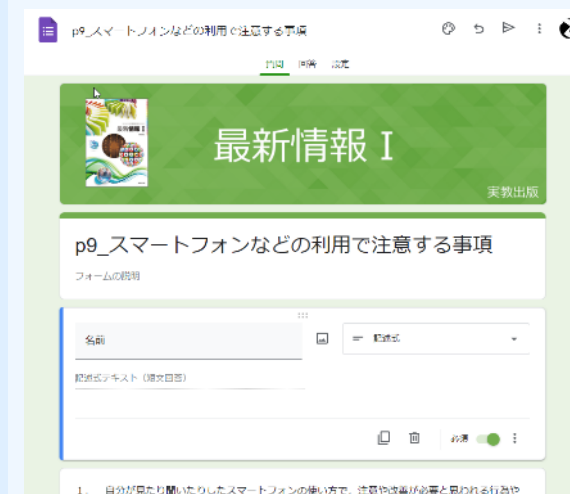 p9_スマートフォンなどの利用で注意する事項
質問 回答 設定
最新情報Ⅰ
最新情報Ⅰ
実教出版
p9_スマートフォンなどの利用で注意する事項
フォームの説明
名前
記述式
記述式テキスト（短文回答）
必須
1. 自分が見たり聞いたりしたスマートフォンの使い方で、注意や改善が必要と思われる行為や